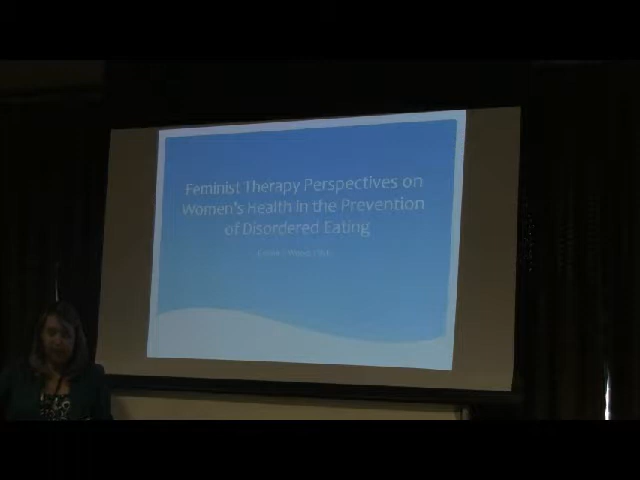 Feminist Therapy Perspectives on
Women's Health in the Prevention
of Disordered Eating